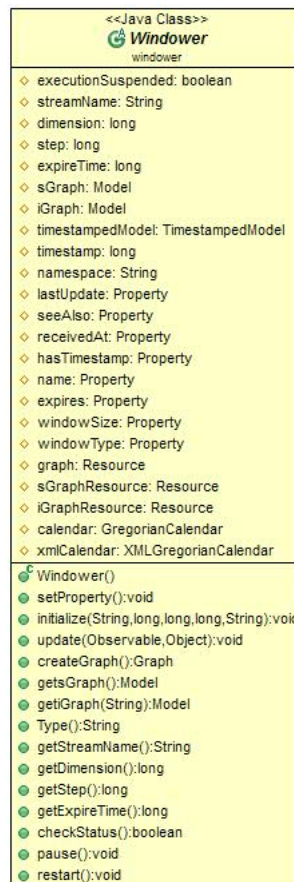 <<Java Class>>
Windower
windower
executionSuspended: boolean
streamName: String
dimension: long
step: long
expireTime: long
sGraph: Model
iGraph: Model
timestampedModel: TimestampedModel
timestamp: long
namespace: String
lastUpdate: Property
seeAlso: Property
receivedAt: Property
hasTimestamp: Property
name: Property
expires: Property
windowSize: Property
windowType: Property
graph: Resource
sGraphResource: Resource
iGraphResource: Resource
calendar: GregorianCalendar
xmlCalendar: XMLGregorianCalendar
Windower()
setProperty():void
initialize(String,long,long,long,String):void
update(Observable,Object):void
createGraph():Graph
getsGraph():Model
getiGraph(String):Model
Type():String
getStreamName():String
getDimension():long
getStep():long
getExpireTime():long
checkStatus():boolean
pause():void
restart():void